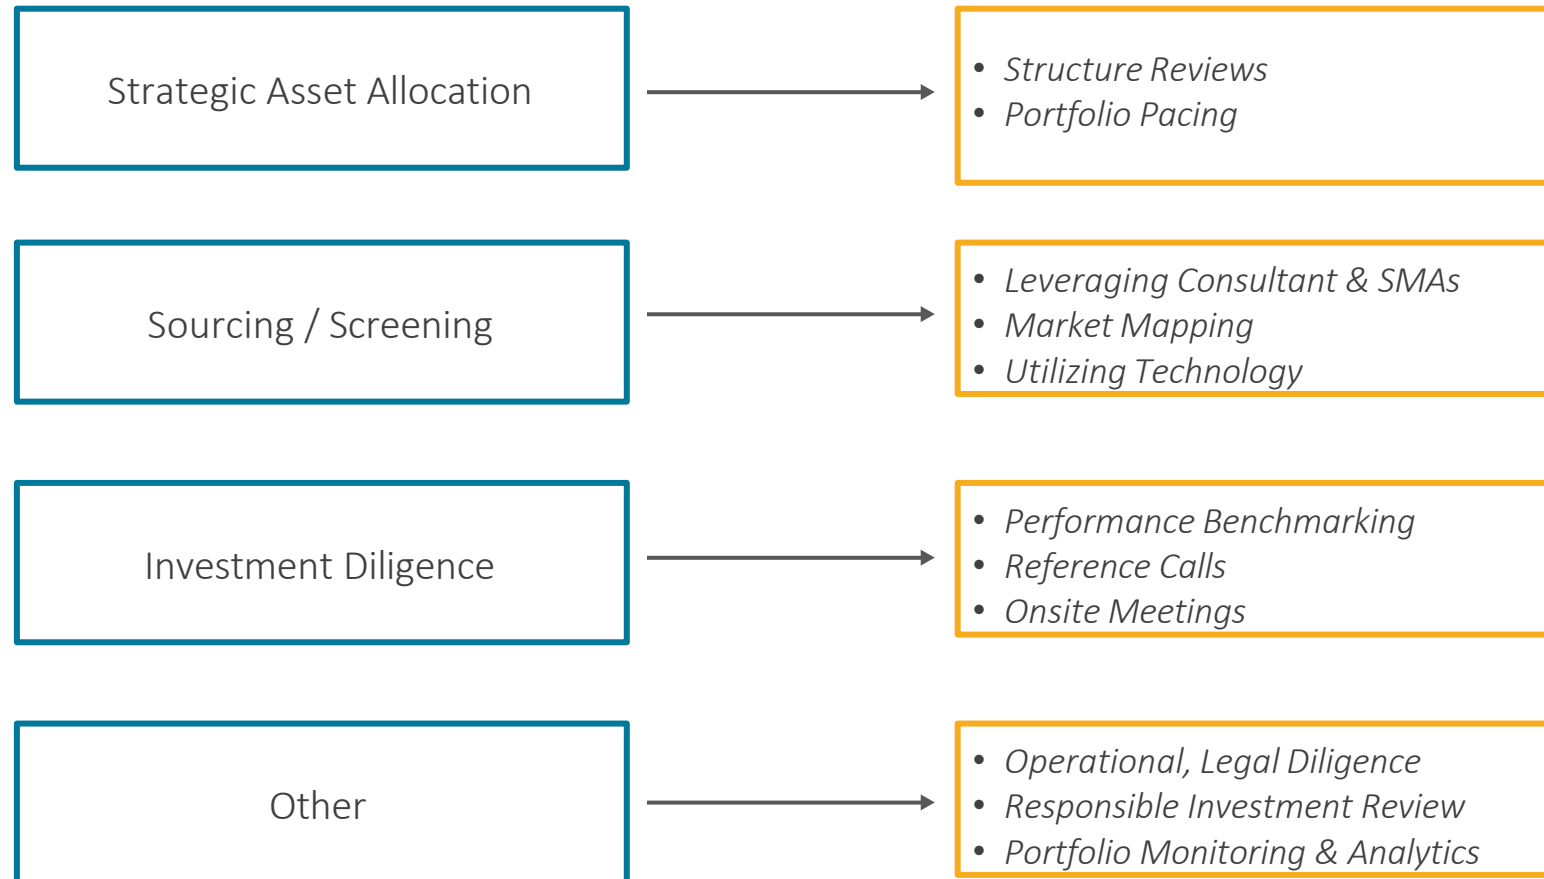 Strategic Asset Allocation
• Structure Reviews
• Portfolio Pacing
Sourcing / Screening
• Leveraging Consultant & SMAs
• Market Mapping
• Utilizing Technology
Investment Diligence
• Performance Benchmarking
• Reference Calls
• Onsite Meetings
Other
• Operational, Legal Diligence
• Responsible Investment Review
• Portfolio Monitoring & Analytics